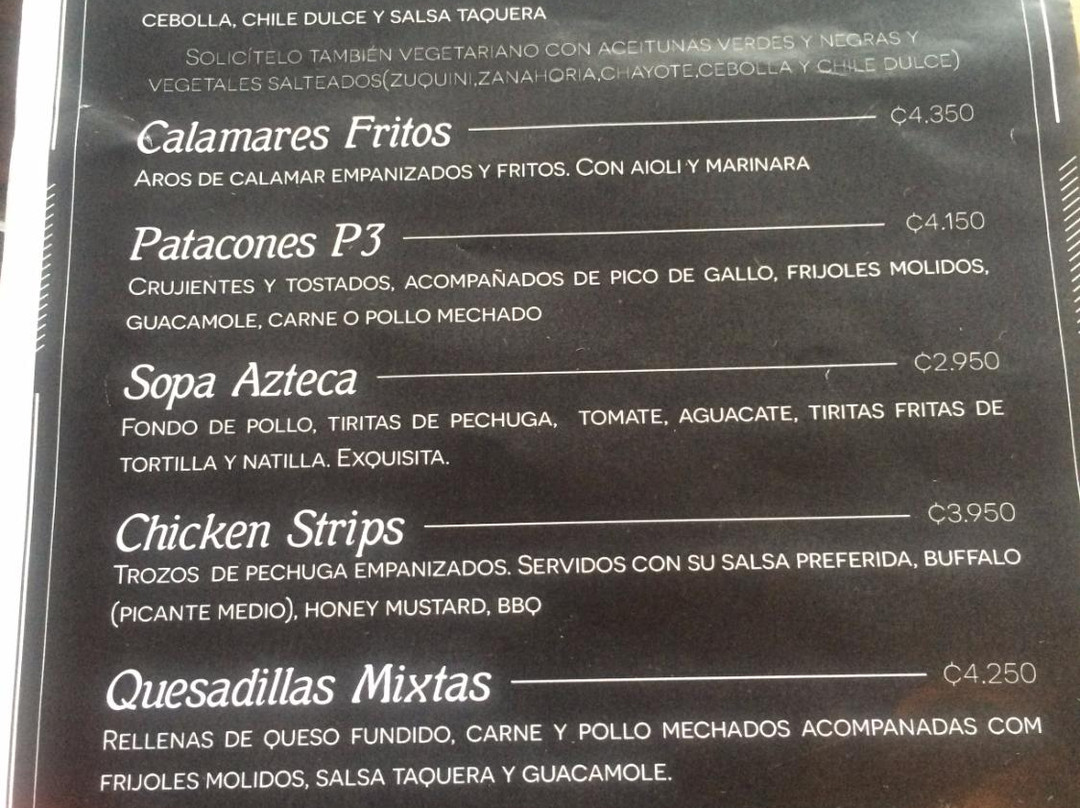 CEBOLLA, CHILE DULCE Y SALSA TAQUERA
SOLICÍTELO TAMBIÉN VEGETARIANO CON ACEITUNAS VERDES Y NEGRAS Y
VEGETALES SALTEADOS(ZUQUINI,ZANAHORIA,CHAYOTE,CEBOLLA Y CHILE DULCE)
Calamares Fritos ₵4.350
AROS DE CALAMAR EMPANIZADOS Y FRITOS. CON AIOLI Y MARINARA
Patacones P3 ₵4.150
CRUJIENTES Y TOSTADOS, ACOMPAÑADOS DE PICO DE GALLO, FRIJOLES MOLIDOS,
GUACAMOLE, CARNE O POLLO MECHADO
Sopa Azteca ₵2.950
FONDO DE POLLO, TIRITAS DE PECHUGA, TOMATE, AGUACATE, TIRITAS FRITAS DE
TORTILLA Y NATILLA. EXQUISITA.
Chicken Strips ₵3.950
TROZOS DE PECHUGA EMPANIZADOS. SERVIDOS CON SU SALSA PREFERIDA, BUFFALO
(PICANTE MEDIO), HONEY MUSTARD, BBQ
Quesadillas Mixtas ₵4.250
RELLENAS DE QUESO FUNDIDO, CARNE Y POLLO MECHADOS ACOMPANADAS COM
FRIJOLES MOLIDOS, SALSA TAQUERA Y GUACAMOLE.